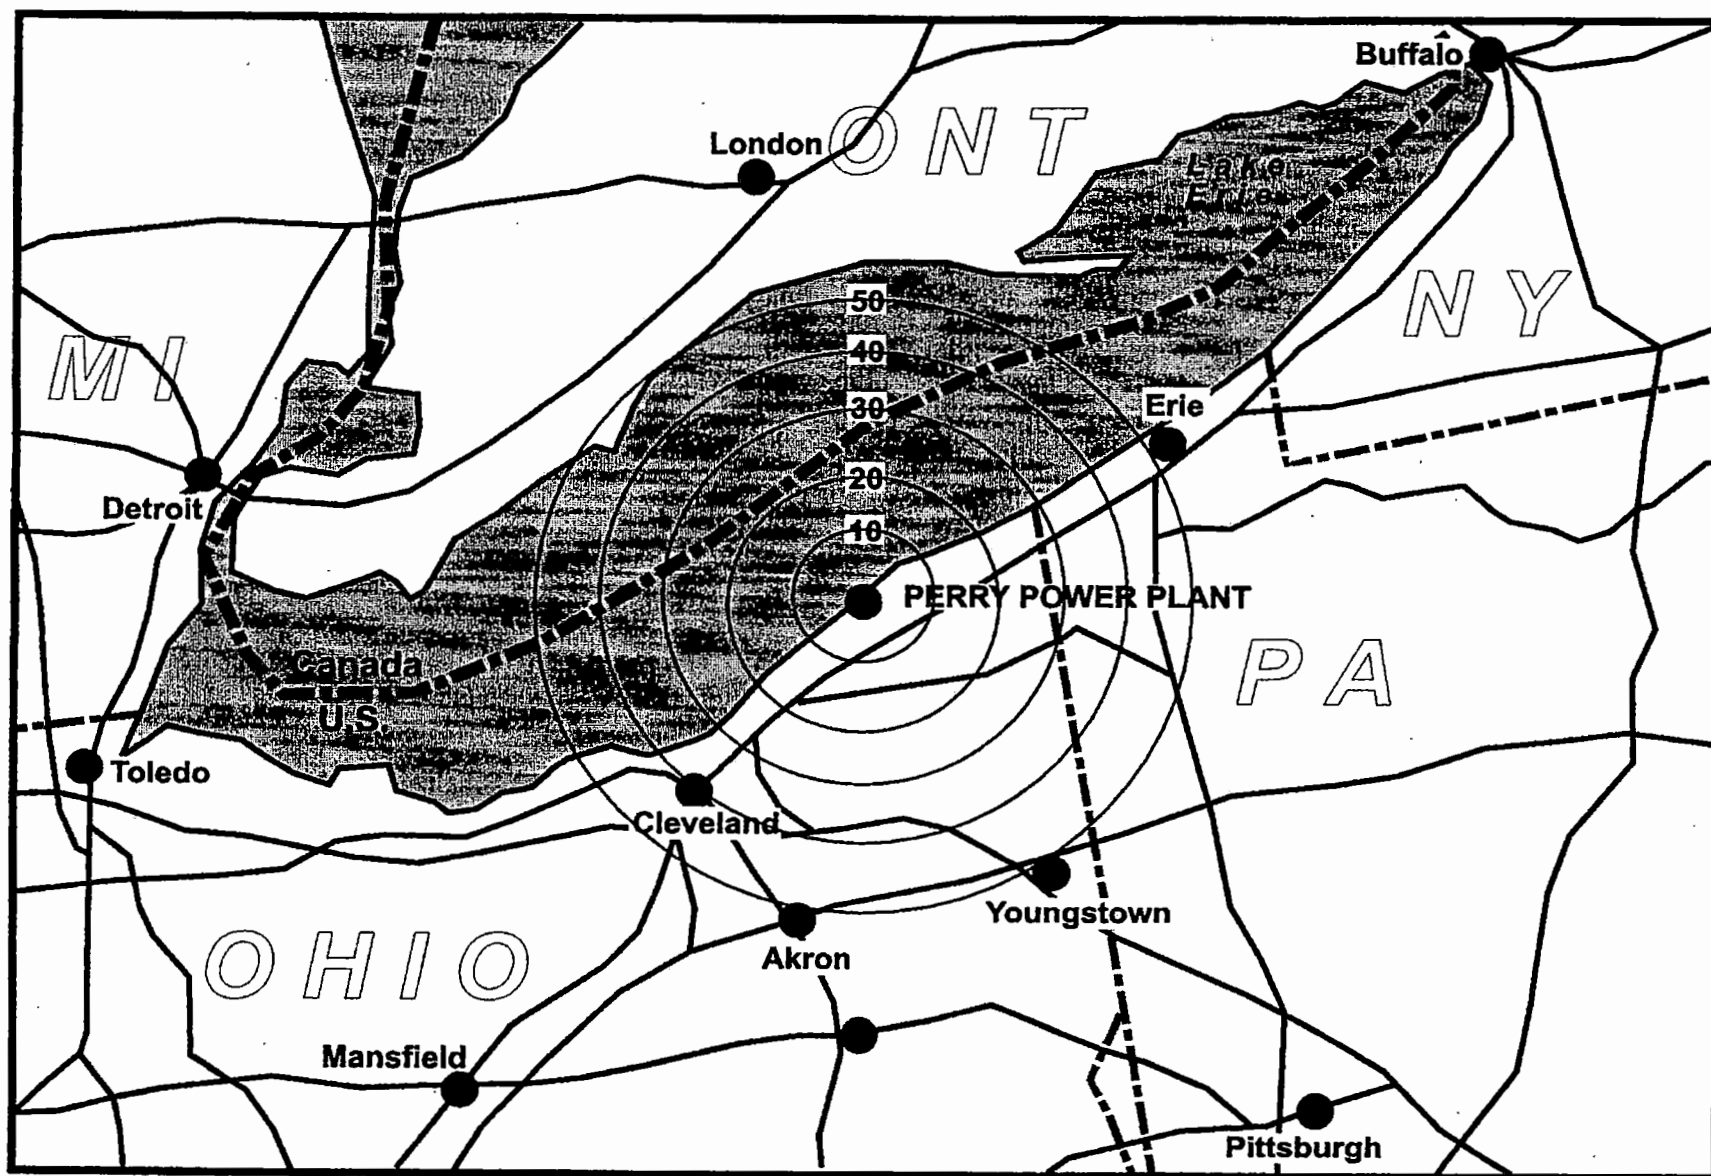 Buffalo
ONT
London
Lake
Erie
NY
MI
50
40
30
20
10
Erie
Detroit
PERRY POWER PLANT
PA
Canada
U.S.
Toledo
Cleveland
Youngstown
OHIO
Akron
Mansfield
Pittsburgh